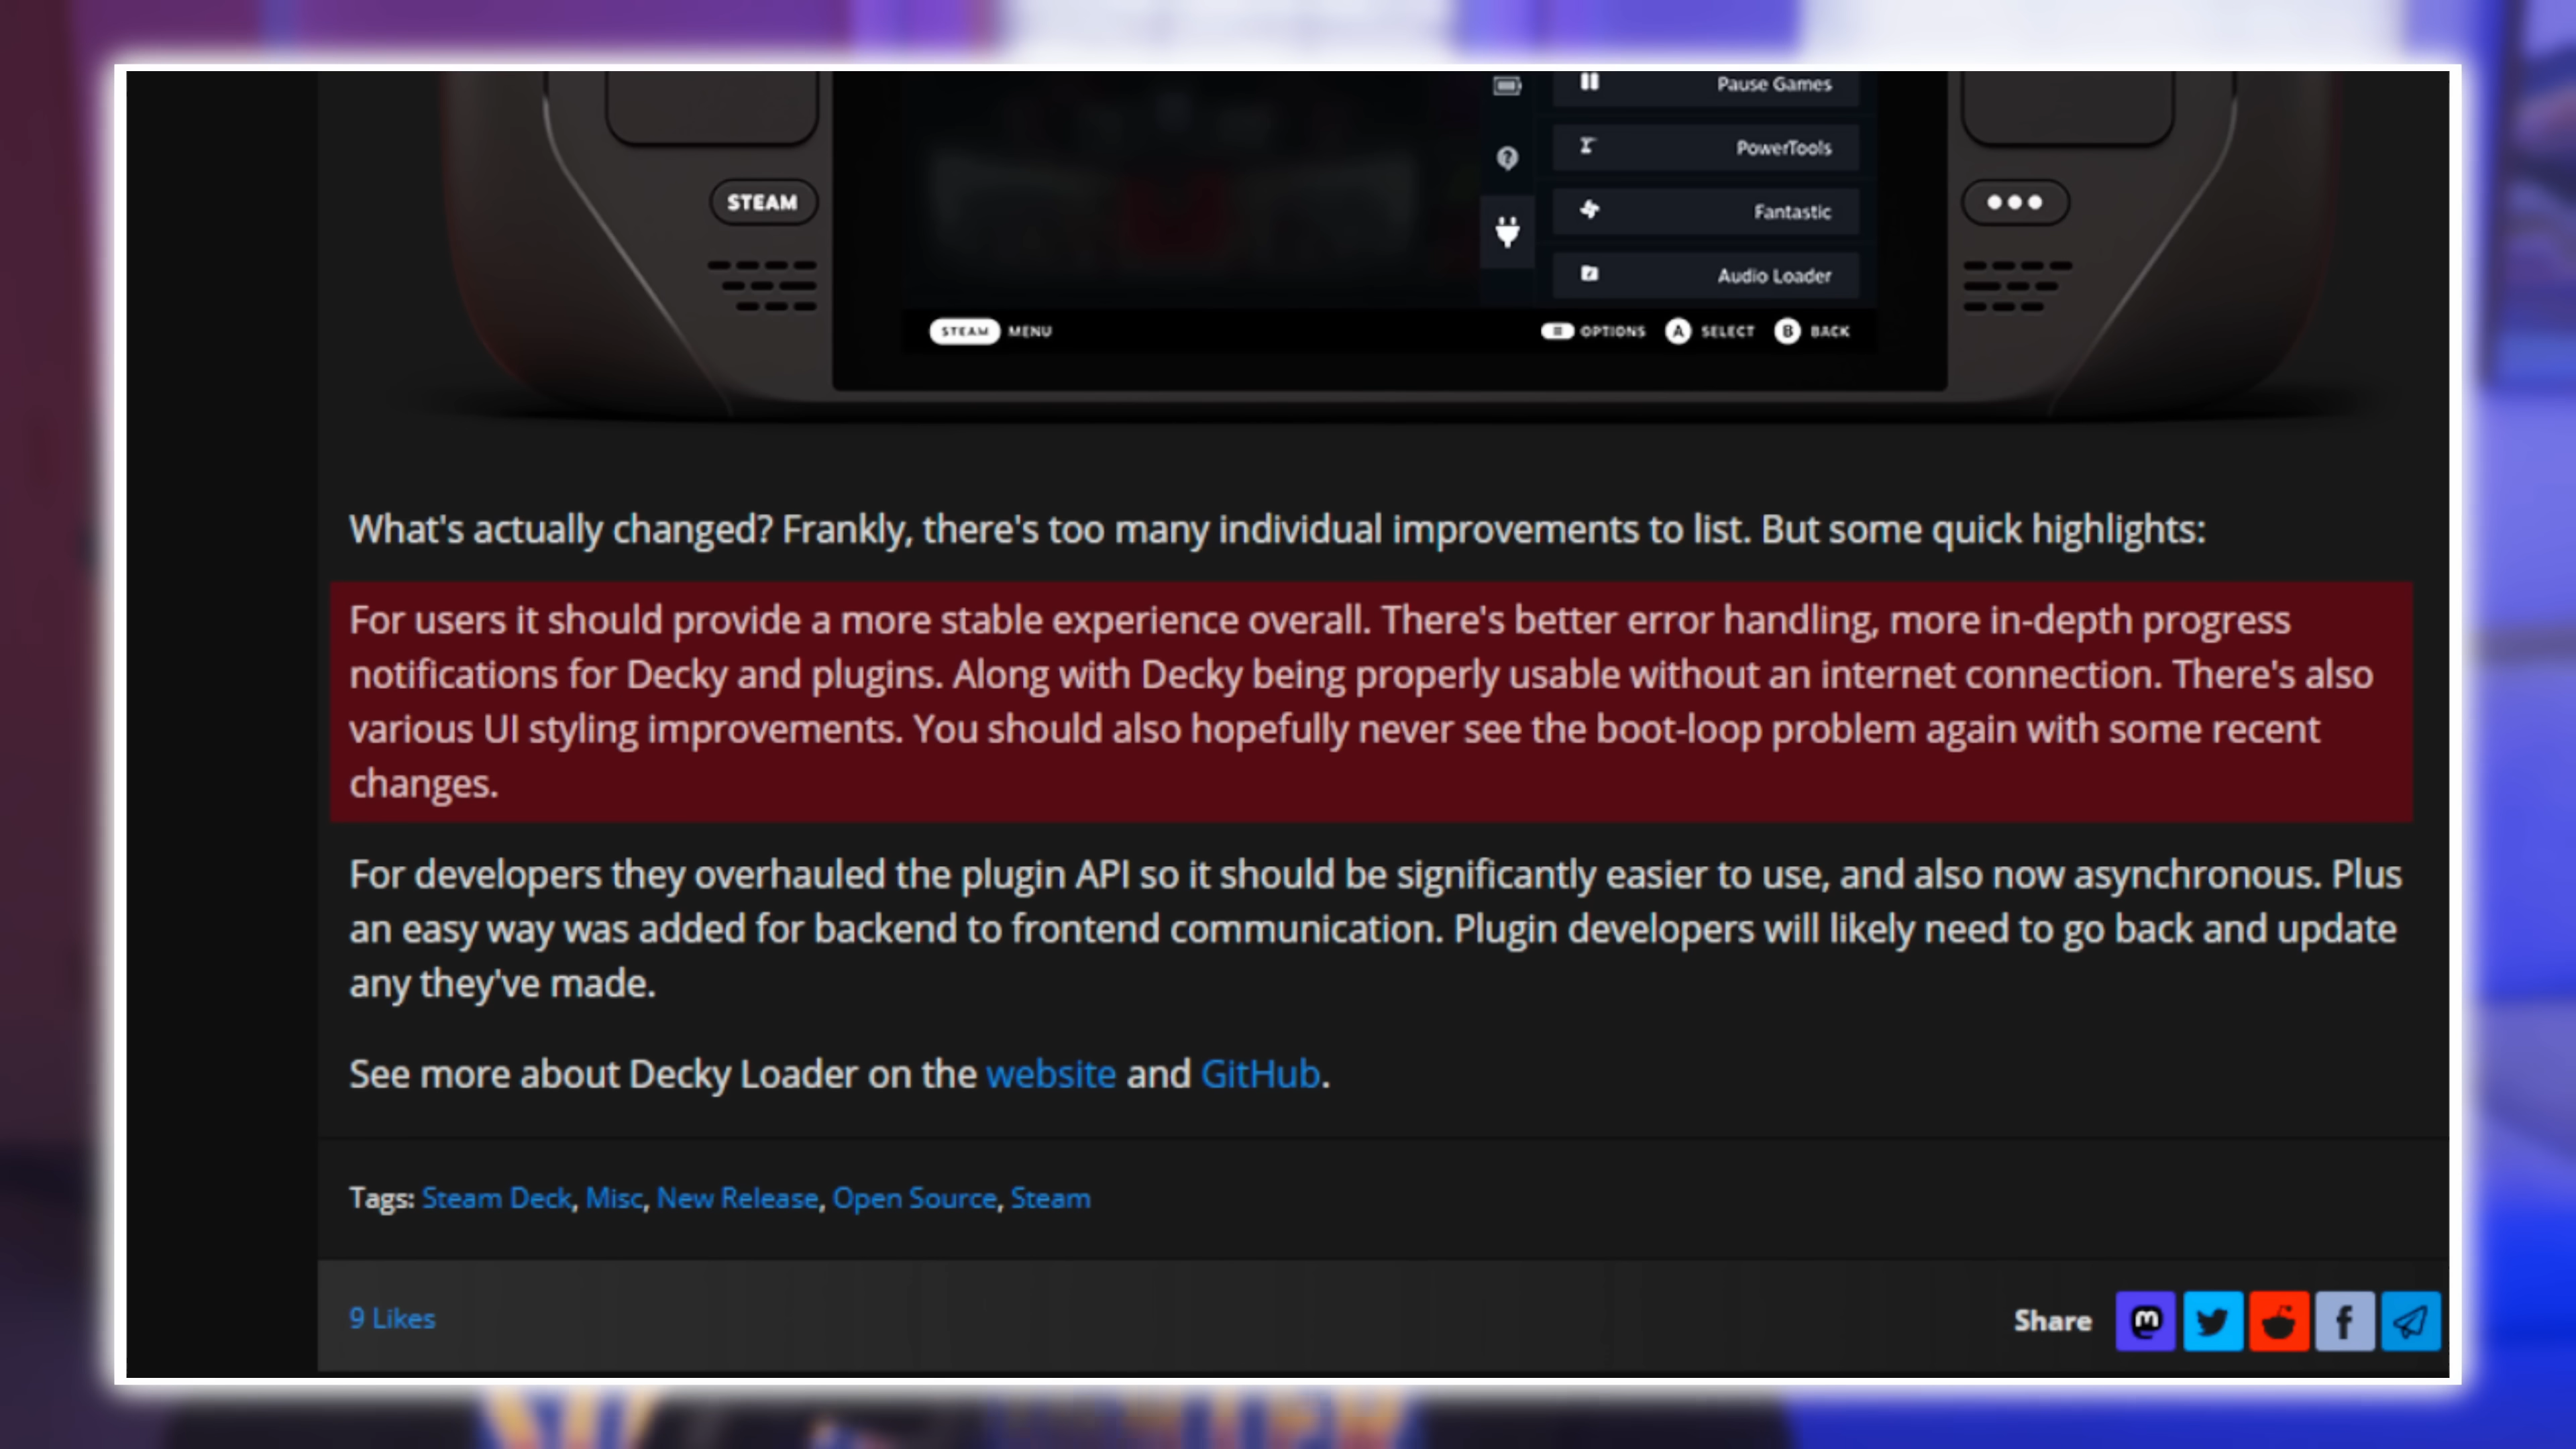 Pause Games
PowerTools
STEAM
Fantastic
Audio Loader
STEAM MENU
OPTIONS A SELECT B BACK
What's actually changed? Frankly, there's too many individual improvements to list. But some quick highlights:
For users it should provide a more stable experience overall. There's better error handling, more in-depth progress
notifications for Decky and plugins. Along with Decky being properly usable without an internet connection. There's also
various UI styling improvements. You should also hopefully never see the boot-loop problem again with some recent
changes.
For developers they overhauled the plugin API so it should be significantly easier to use, and also now asynchronous. Plus
an easy way was added for backend to frontend communication. Plugin developers will likely need to go back and update
any they've made.
See more about Decky Loader on the website and GitHub.
Tags: Steam Deck, Misc, New Release, Open Source, Steam
9 Likes
Share